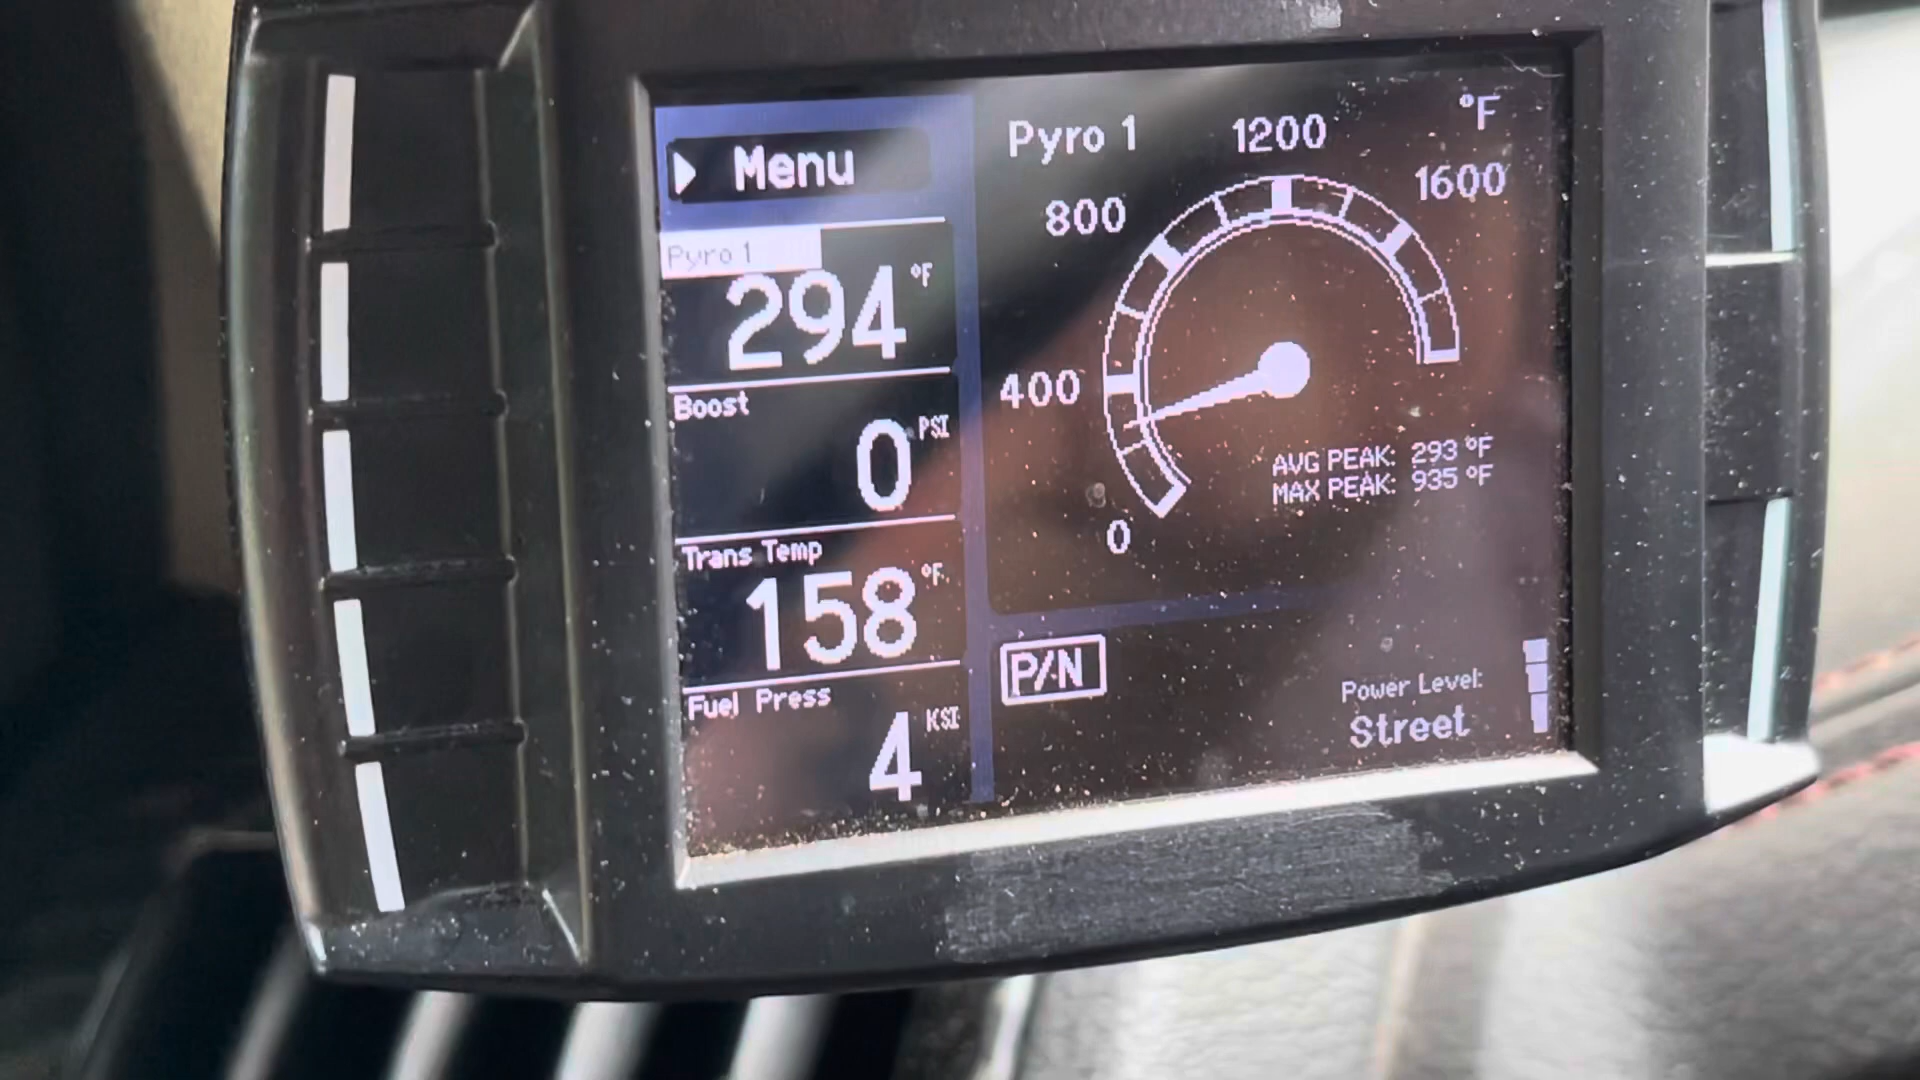 Menu
Pyro 1
294 °F
Boost
0 PSI
Trans Temp
158 °F
Fuel Press
4 KSI
Pyro 1
°F
0
400
800
1200
1600
AVG PEAK: 293 °F
MAX PEAK: 935 °F
P/N
Power Level:
Street